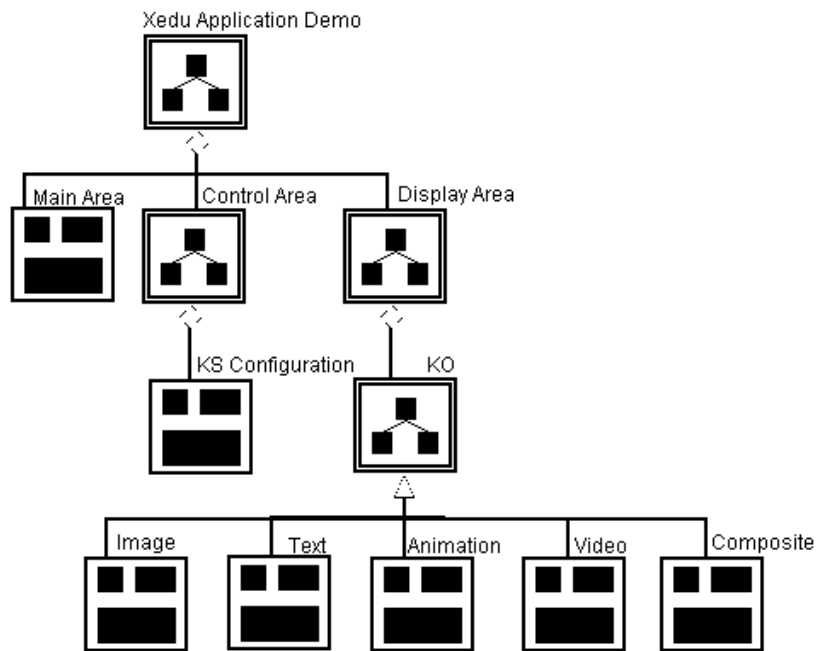 Xedu Application Demo
Main Area
Control Area
Display Area
KS Configuration
KO
Image
Text
Animation
Video
Composite